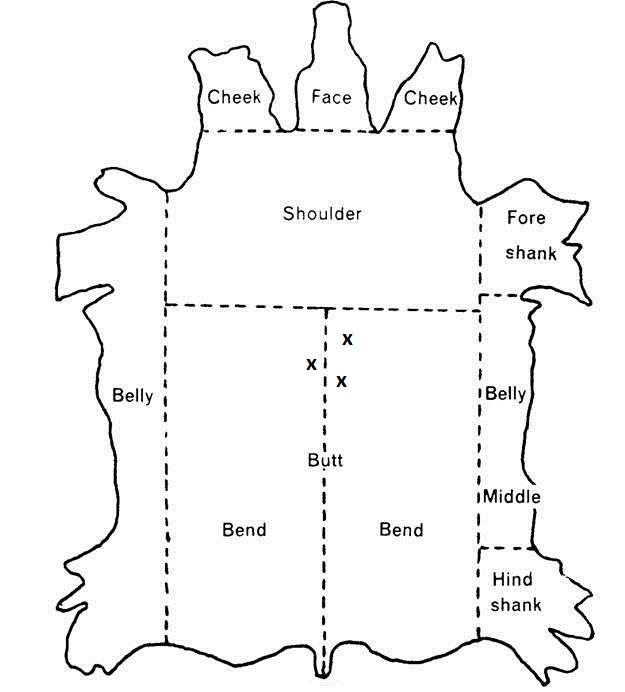 Cheek
Face
Cheek
Shoulder
Fore
shank
x
x
x
Belly
Belly
Butt
Middle
Bend
Bend
Hind
shank